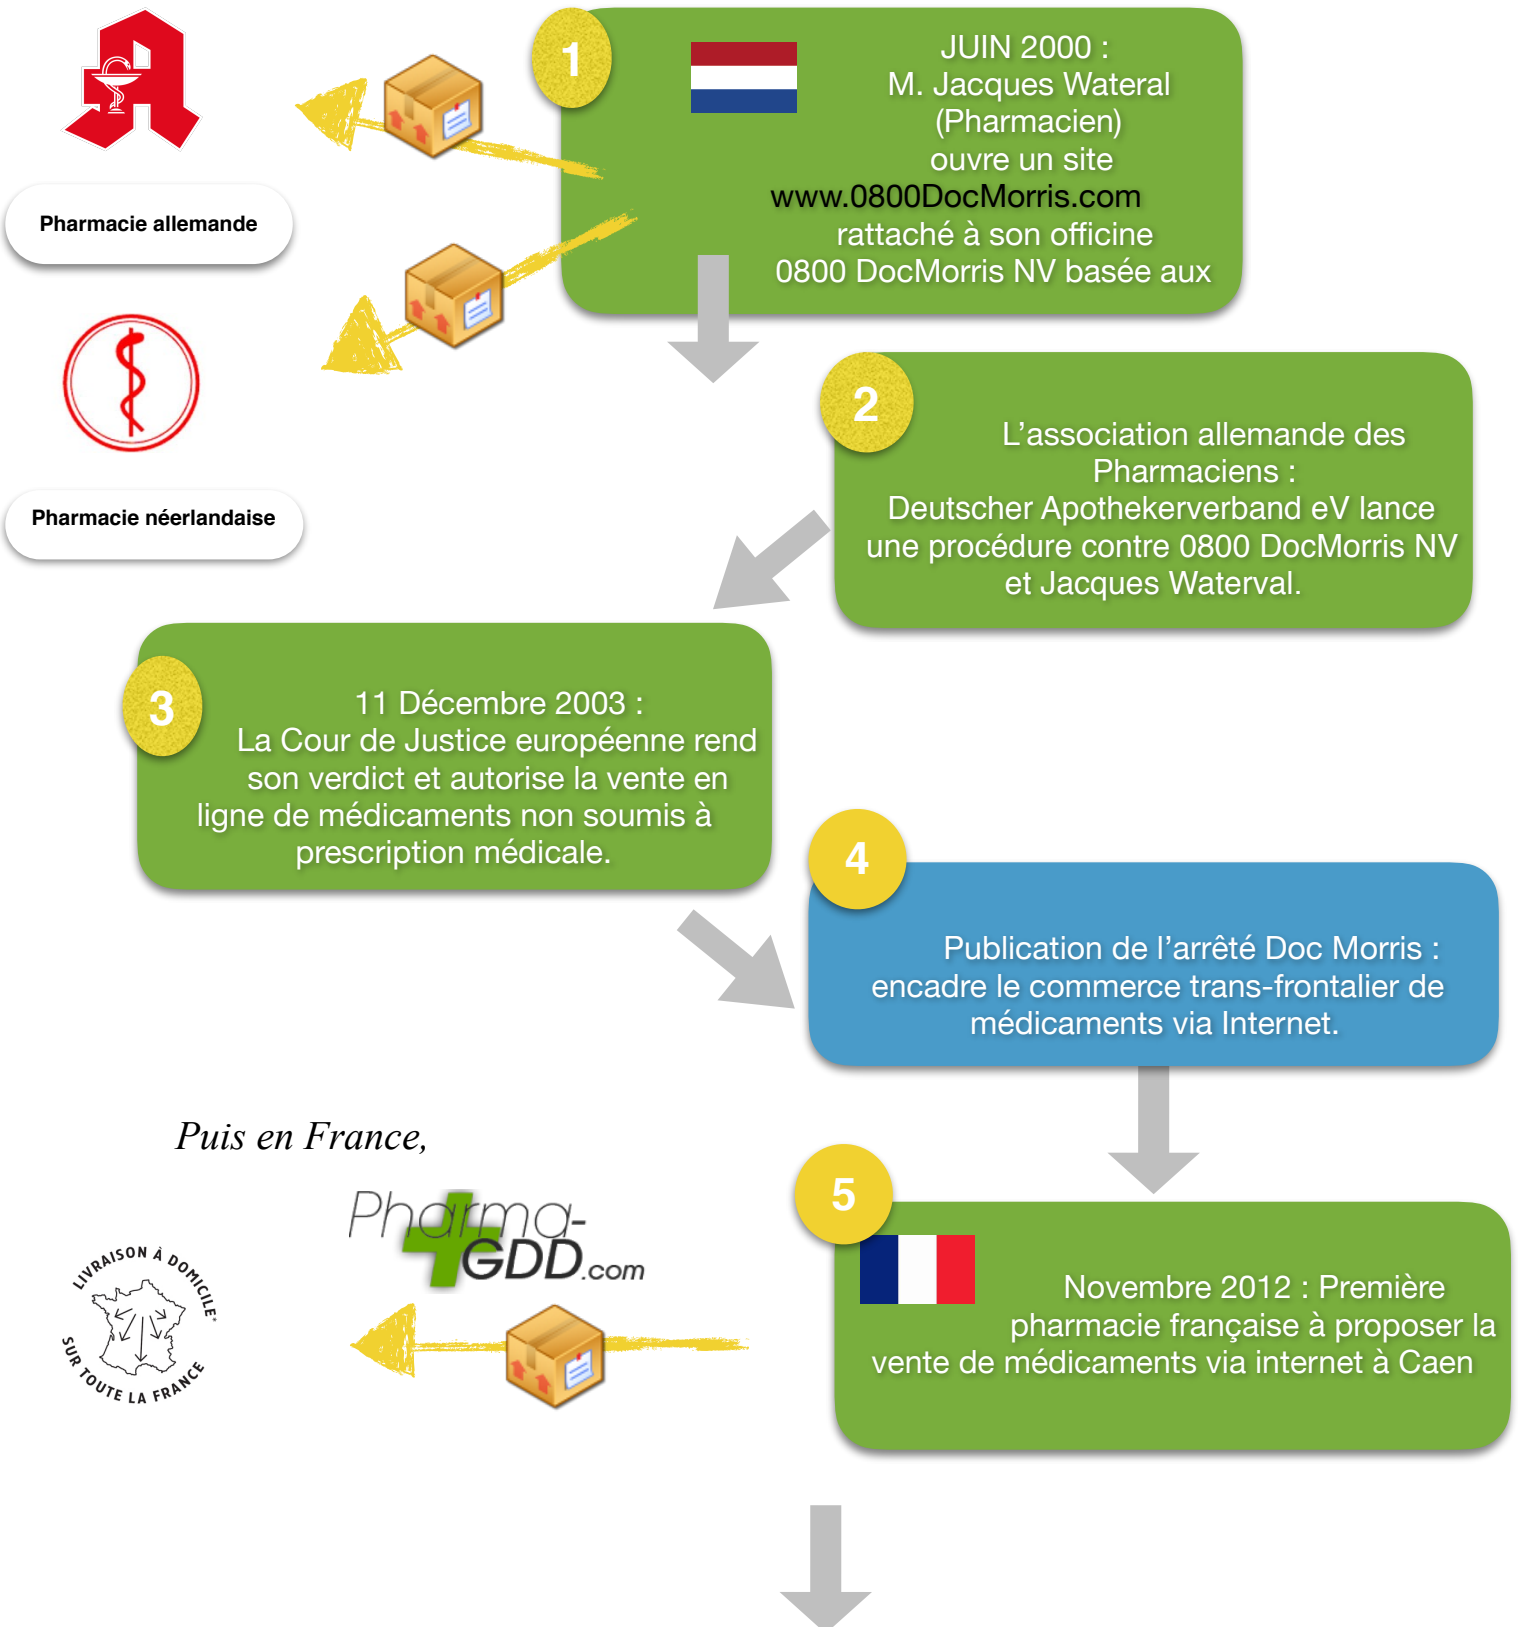 1
JUIN 2000 :
M. Jacques Wateral
(Pharmacien)
ouvre un site
www.0800DocMorris.com
rattaché à son officine
0800 DocMorris NV basée aux
Pharmacie allemande
Pharmacie néerlandaise
2
L’association allemande des
Pharmaciens :
Deutscher Apothekerverband eV lance
une procédure contre 0800 DocMorris NV
et Jacques Waterval.
3
11 Décembre 2003 :
La Cour de Justice européenne rend
son verdict et autorise la vente en
ligne de médicaments non soumis à
prescription médicale.
4
Publication de l’arrêté Doc Morris :
encadre le commerce trans-frontalier de
médicaments via Internet.
Puis en France,
Pharma-
GDD.com
LIVRAISON À DOMICILE*
SUR TOUTE LA FRANCE
5
Novembre 2012 : Première
pharmacie française à proposer la
vente de médicaments via internet à Caen